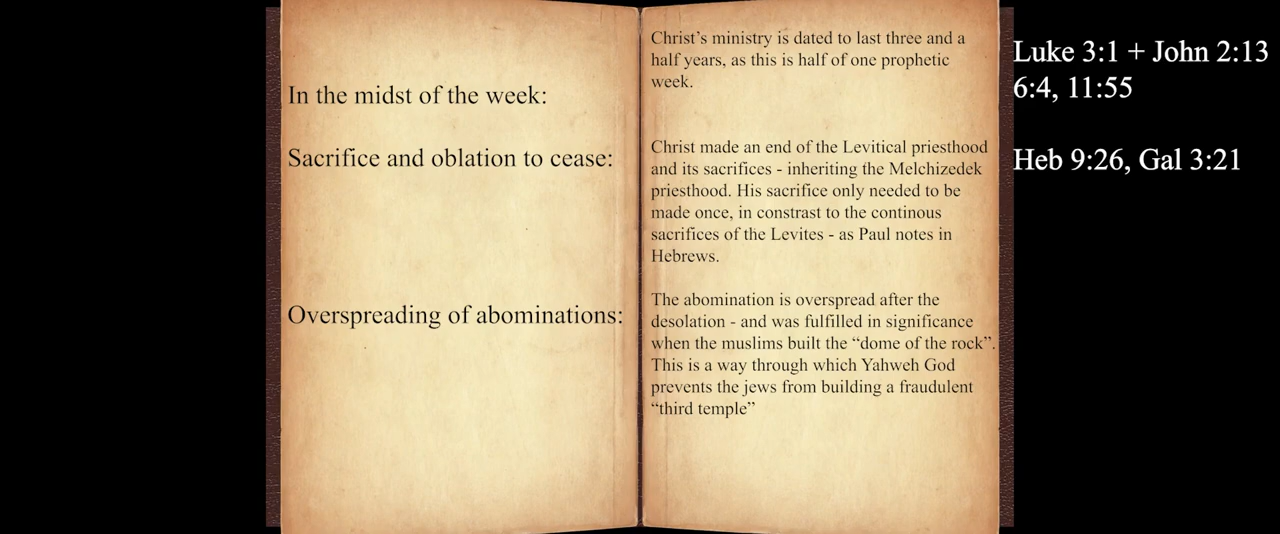 In the midst of the week:
Christ’s ministry is dated to last three and a
half years, as this is half of one prophetic
week.
Luke 3:1 + John 2:13
6:4, 11:55
Sacrifice and oblation to cease:
Christ made an end of the Levitical priesthood
and its sacrifices - inheriting the Melchizedek
priesthood. His sacrifice only needed to be
made once, in constrast to the continous
sacrifices of the Levites - as Paul notes in
Hebrews.
Heb 9:26, Gal 3:21
Overspreading of abominations:
The abomination is overspread after the
desolation - and was fulfilled in significance
when the muslims built the “dome of the rock”.
This is a way through which Yahweh God
prevents the jews from building a fraudulent
“third temple”